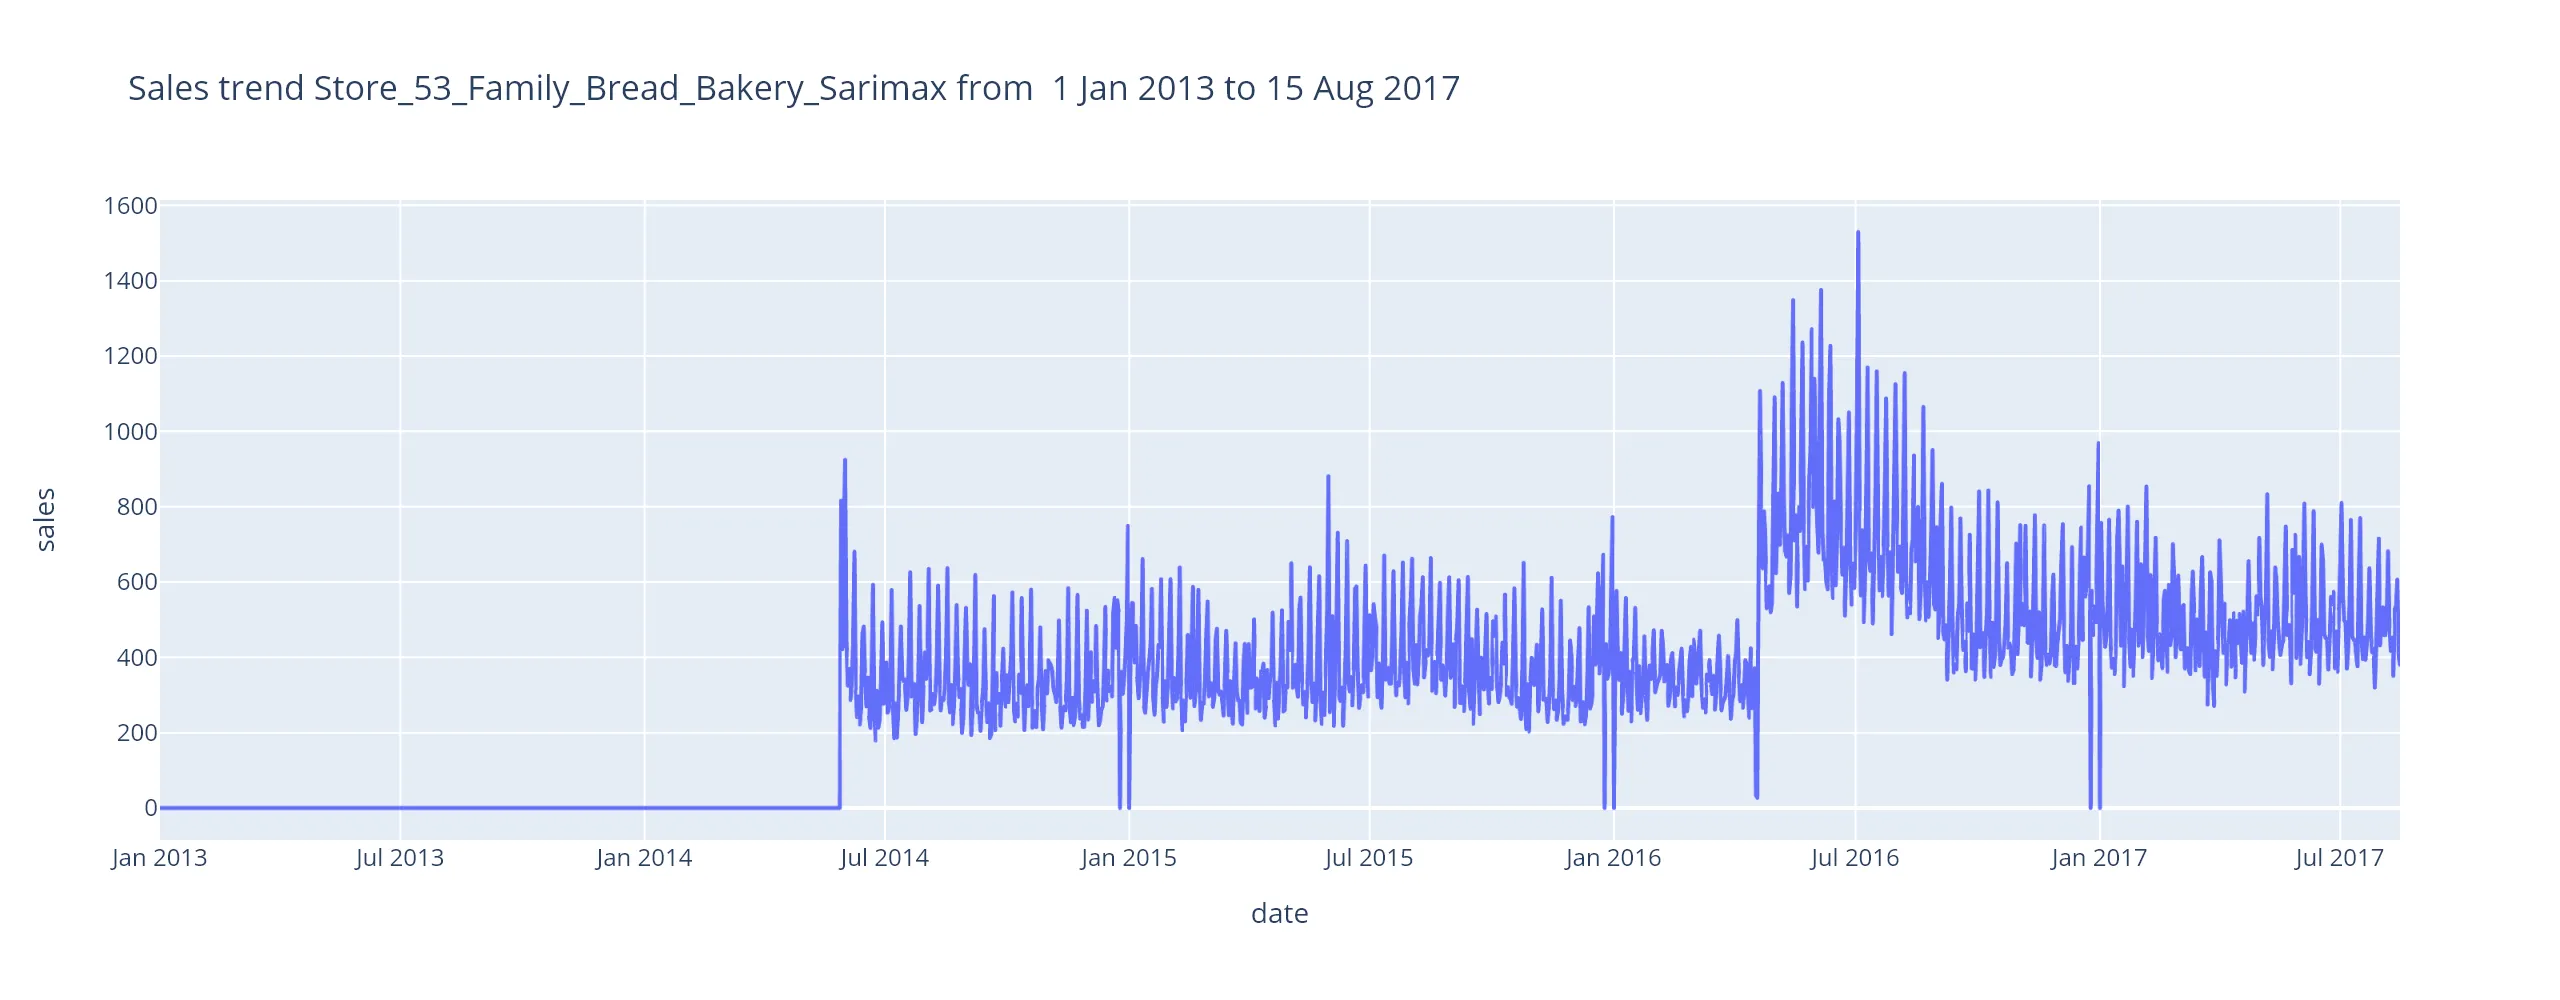 Sales trend Store_53_Family_Bread_Bakery_Sarimax from  1 Jan 2013 to 15 Aug 2017
1600
1400
1200
1000
800
600
400
200
0
sales
Jan 2013 Jul 2013 Jan 2014 Jul 2014 Jan 2015 Jul 2015 Jan 2016 Jul 2016 Jan 2017 Jul 2017
date